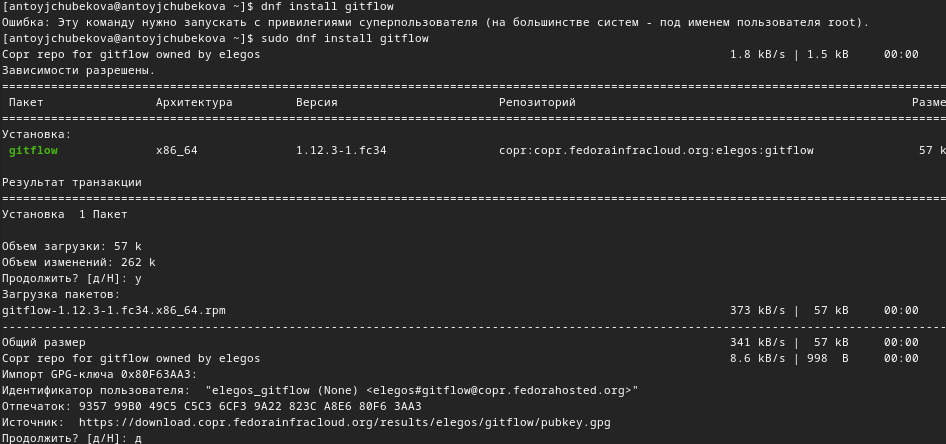 [antoyjchubekova@antoyjchubekova ~]$ dnf install gitflow
Ошибка: Эту команду нужно запускать с привилегиями суперпользователя (на большинстве систем - под именем пользователя root).
[antoyjchubekova@antoyjchubekova ~]$ sudo dnf install gitflow
Copr repo for gitflow owned by elegos 1.8 kB/s | 1.5 kB 00:00
Зависимости разрешены.
Пакет Архитектура Версия Репозиторий Разме
Установка:
gitflow x86_64 1.12.3-1.fc34 copr:copr.fedorainfracloud.org:elegos:gitflow 57 k
Результат транзакции
Установка 1 Пакет
Объем загрузки: 57 k
Объем изменений: 262 k
Продолжить? [д/Н]: y
Загрузка пакетов:
gitflow-1.12.3-1.fc34.x86_64.rpm 373 kB/s | 57 kB 00:00
Общий размер 341 kB/s | 57 kB 00:00
Copr repo for gitflow owned by elegos 8.6 kB/s | 998 B 00:00
Импорт GPG-ключа 0x80F63AA3:
Идентификатор пользователя: "elegos_gitflow (None) <elegos#gitflow@copr.fedorahosted.org>"
Отпечаток: 9357 99B0 49C5 C5C3 6CF3 9A22 823C A8E6 80F6 3AA3
Источник: https://download.copr.fedorainfracloud.org/results/elegos/gitflow/pubkey.gpg
Продолжить? [д/Н]: д